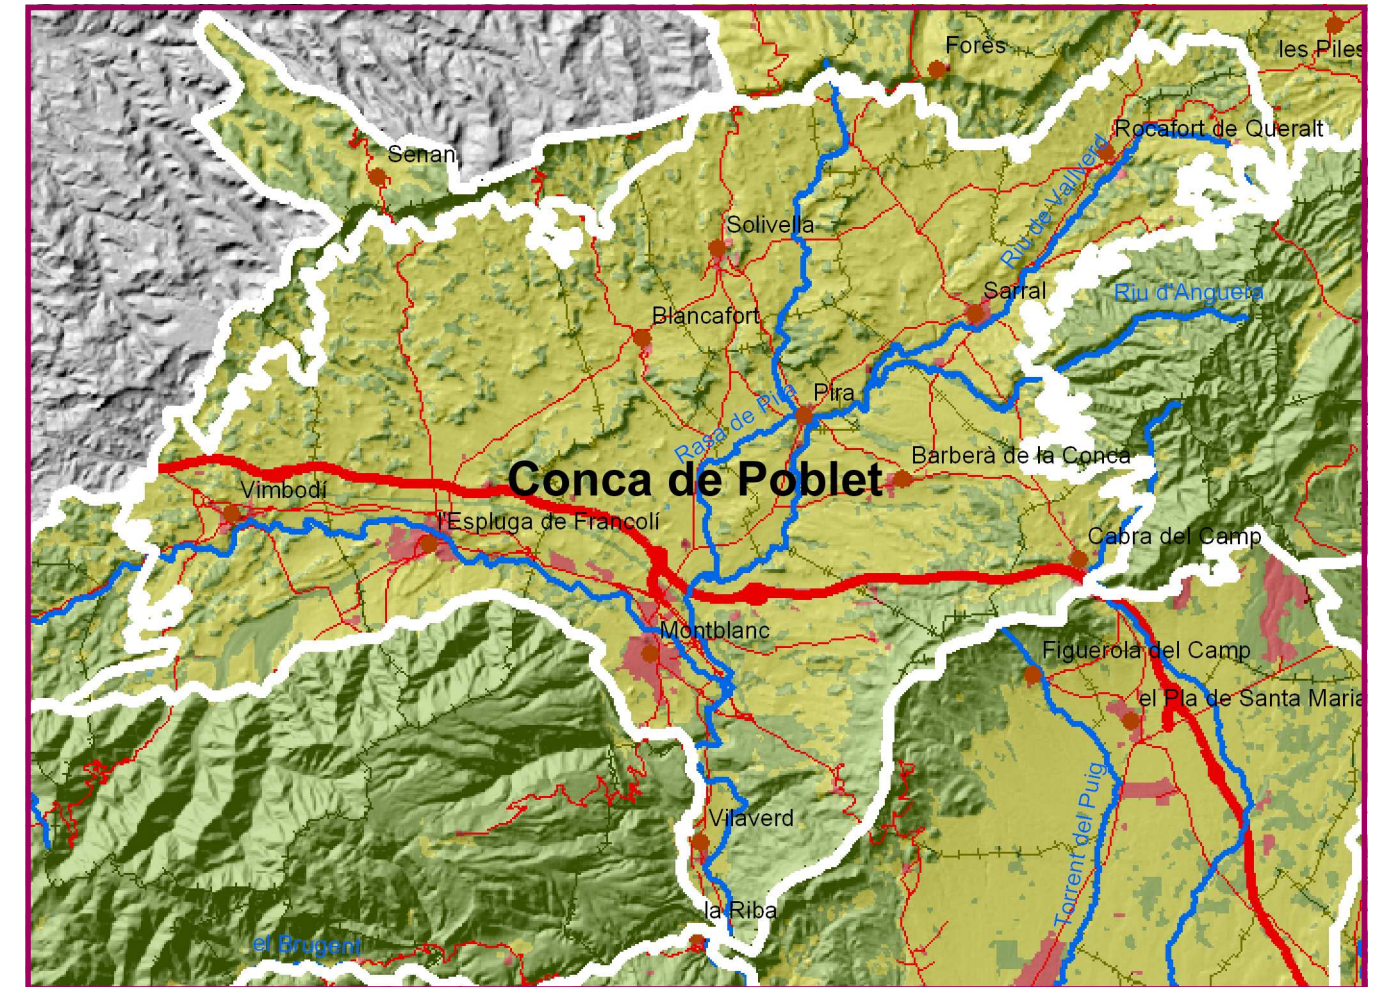 Forès
les Piles
Rocafort de Queralt
Senan
Riu de Vallverd
Solivella
Riu d'Anguera
Sarral
Blancafort
Pira
Rasa de Pira
Barberà de la Conca
Conca de Poblet
Vimbodí
l'Espluga de Francolí
Cabra del Camp
Montblanc
Figuerola del Camp
el Pla de Santa Maria
Torrent del Puig
Vilaverd
la Riba
el Brugent